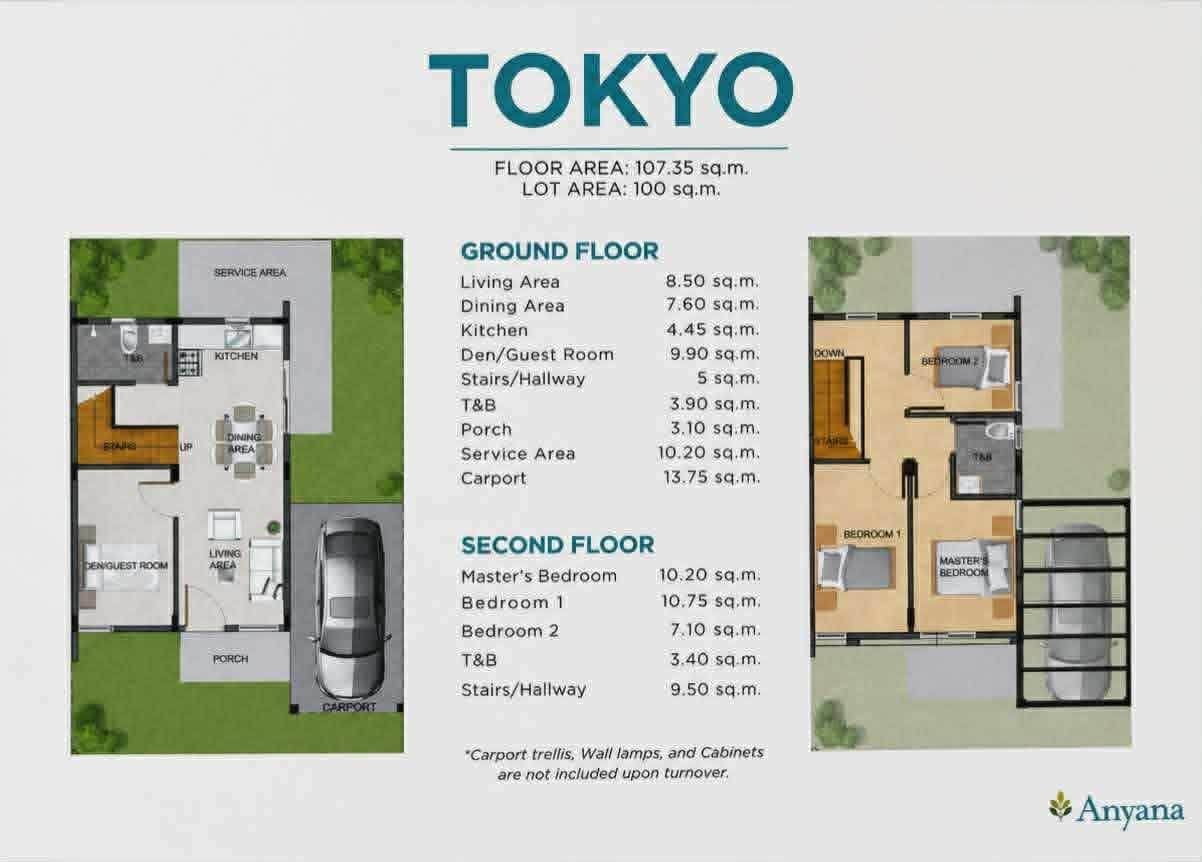 TOKYO
FLOOR AREA: 107.35 sq.m.
LOT AREA: 100 sq.m.
GROUND FLOOR
Living Area 8.50 sq.m.
Dining Area 7.60 sq.m.
Kitchen 4.45 sq.m.
Den/Guest Room 9.90 sq.m.
Stairs/Hallway 5 sq.m.
T&B 3.90 sq.m.
Porch 3.10 sq.m.
Service Area 10.20 sq.m.
Carport 13.75 sq.m.
SECOND FLOOR
Master's Bedroom 10.20 sq.m.
Bedroom 1 10.75 sq.m.
Bedroom 2 7.10 sq.m.
T&B 3.40 sq.m.
Stairs/Hallway 9.50 sq.m.
*Carport trellis, Wall lamps, and Cabinets
are not included upon turnover.
SERVICE AREA
T&B
KITCHEN
STAIRS
UP
DINING
AREA
LIVING
AREA
DEN/GUEST ROOM
PORCH
CARPORT
DOWN
BEDROOM 2
STAIRS
T&B
BEDROOM 1
MASTER'S
BEDROOM
Anyana